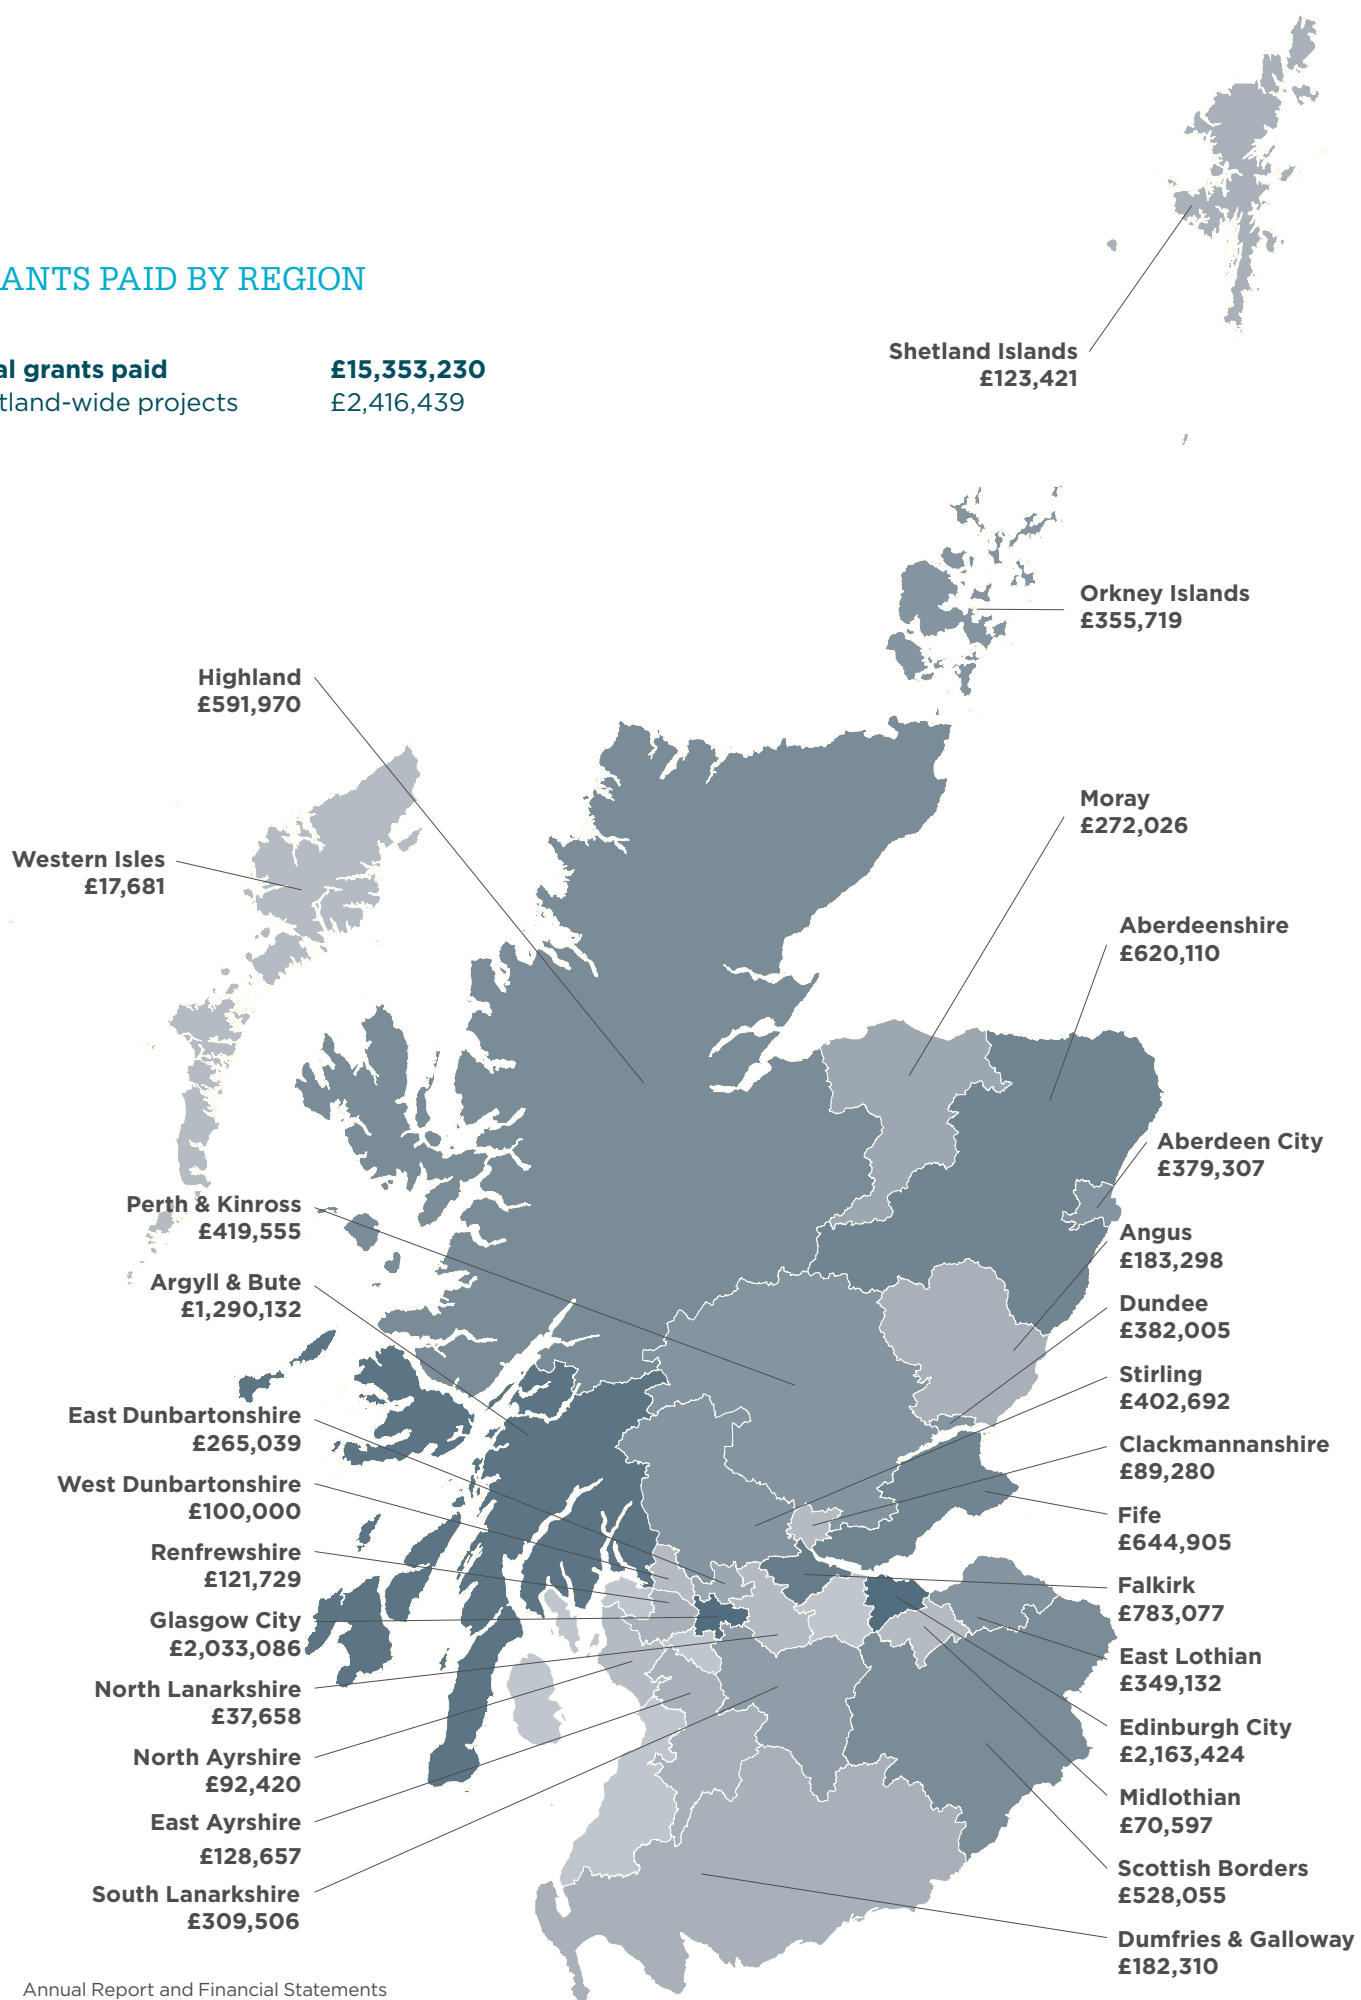 ANTS PAID BY REGION
al grants paid £15,353,230
tland-wide projects £2,416,439
Shetland Islands
£123,421
Orkney Islands
£355,719
Highland
£591,970
Moray
£272,026
Western Isles
£17,681
Aberdeenshire
£620,110
Aberdeen City
£379,307
Perth & Kinross
£419,555
Angus
£183,298
Argyll & Bute
£1,290,132
Dundee
£382,005
Stirling
£402,692
East Dunbartonshire
£265,039
Clackmannanshire
£89,280
West Dunbartonshire
£100,000
Fife
£644,905
Renfrewshire
£121,729
Falkirk
£783,077
Glasgow City
£2,033,086
East Lothian
£349,132
North Lanarkshire
£37,658
Edinburgh City
£2,163,424
North Ayrshire
£92,420
Midlothian
£70,597
East Ayrshire
£128,657
Scottish Borders
£528,055
South Lanarkshire
£309,506
Dumfries & Galloway
£182,310
Annual Report and Financial Statements